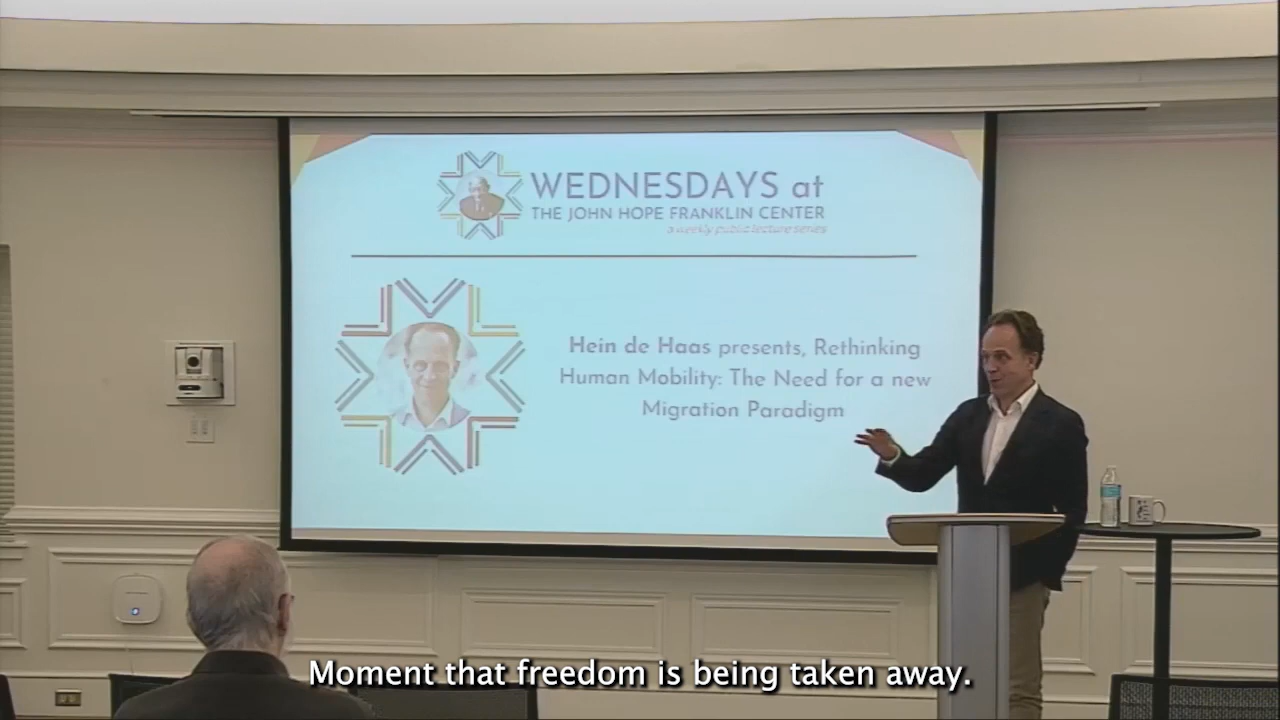 WEDNESDAYS at
THE JOHN HOPE FRANKLIN CENTER
a weekly public lecture series
Hein de Haas presents, Rethinking
Human Mobility: The Need for a new
Migration Paradigm
Moment that freedom is being taken away.